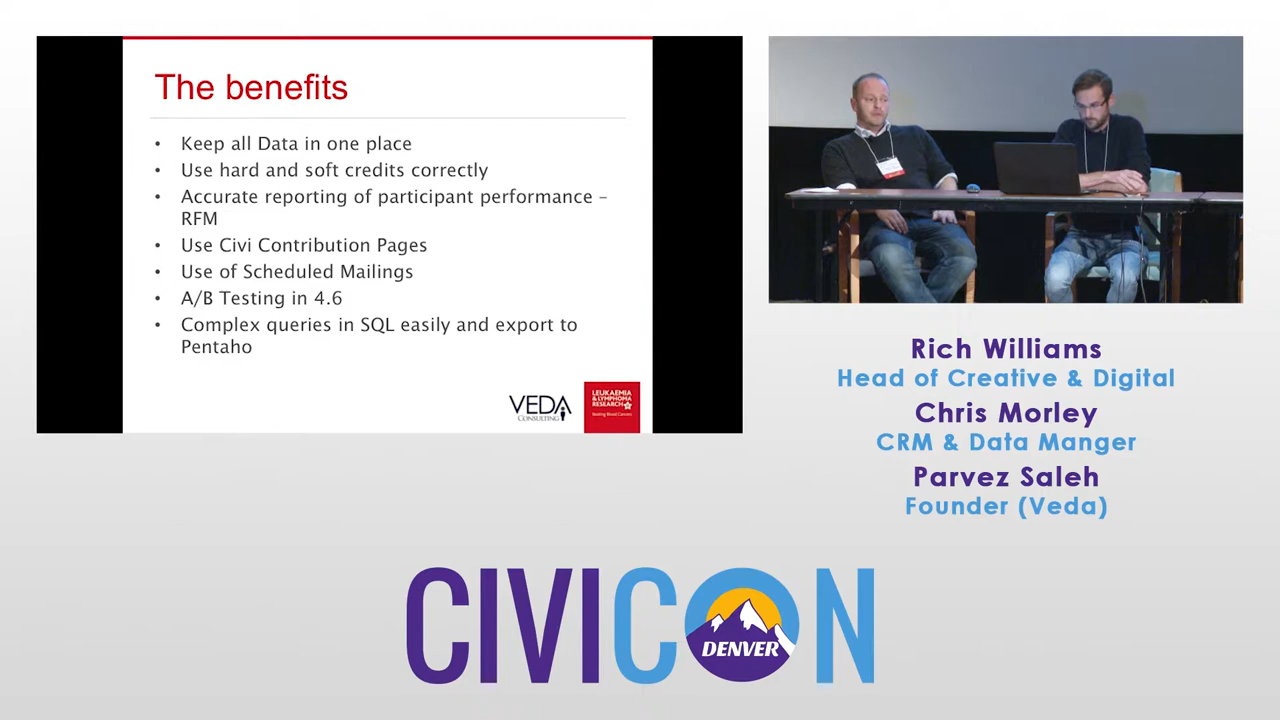 The benefits
• Keep all Data in one place
• Use hard and soft credits correctly
• Accurate reporting of participant performance –
RFM
• Use Civi Contribution Pages
• Use of Scheduled Mailings
• A/B Testing in 4.6
• Complex queries in SQL easily and export to
Pentaho
VEDA
CONSULTING
LEUKAEMIA
& LYMPHOMA
RESEARCH
Beating Blood Cancers
Rich Williams
Head of Creative & Digital
Chris Morley
CRM & Data Manger
Parvez Saleh
Founder (Veda)
CIVICON
DENVER